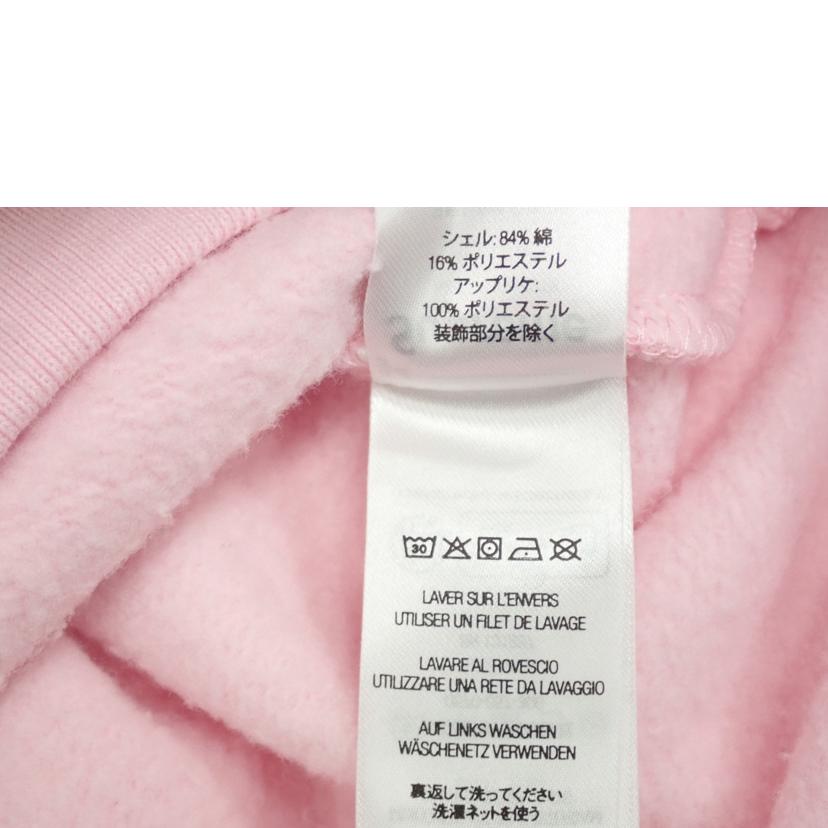 シェル: 84% 綿
16% ポリエステル
アップリケ:
100% ポリエステル
装飾部分を除く
30
LAVER SUR L'ENVERS
UTILISER UN FILET DE LAVAGE
LAVARE AL ROVESCIO
UTILIZZARE UNA RETE DA LAVAGGIO
AUF LINKS WASCHEN
WÄSCHENETZ VERWENDEN
裏返して洗ってください
洗濯ネットを使う